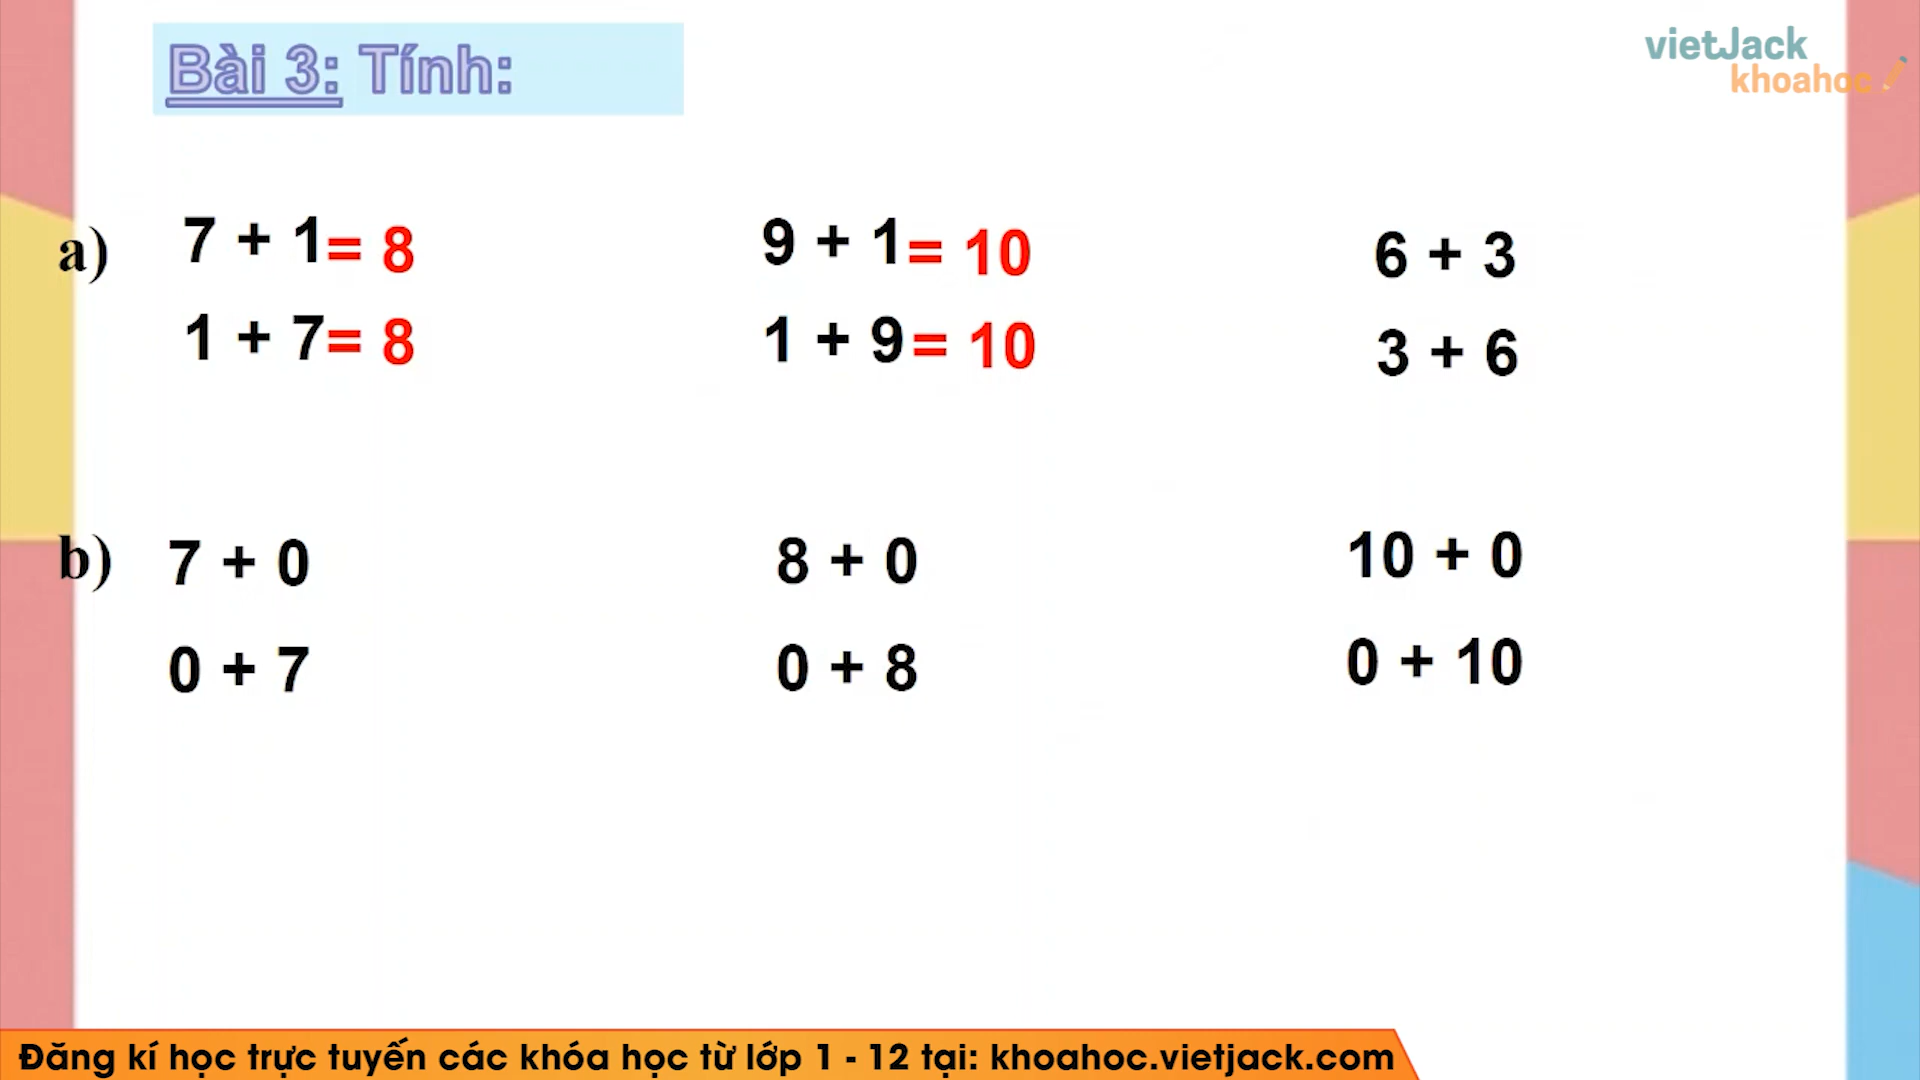 Bài 3: Tính:
vietJack
khoahoc
a) 7 + 1 = 8 9 + 1 = 10 6 + 3
1 + 7 = 8 1 + 9 = 10 3 + 6
b) 7 + 0 8 + 0 10 + 0
0 + 7 0 + 8 0 + 10
Đăng kí học trực tuyến các khóa học từ lớp 1 - 12 tại: khoahoc.vietjack.com